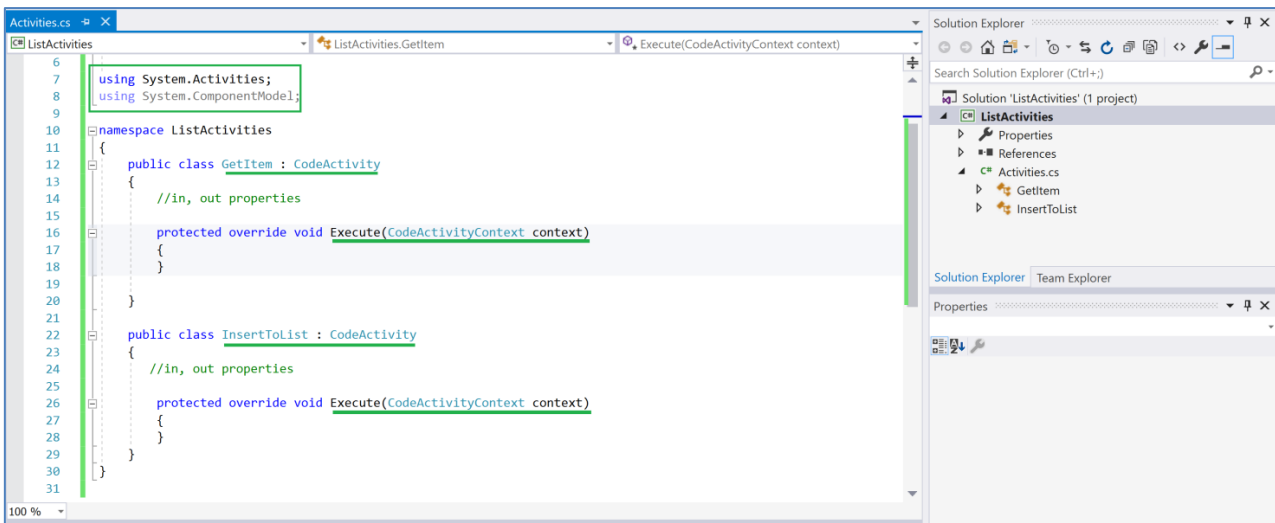 Activities.cs
ListActivities ListActivities.GetItem Execute(CodeActivityContext context)
6
7 using System.Activities;
8 using System.ComponentModel;
9
10 namespace ListActivities
11 {
12 public class GetItem : CodeActivity
13 {
14 //in, out properties
15
16 protected override void Execute(CodeActivityContext context)
17 {
18 }
19
20 }
21
22 public class InsertToList : CodeActivity
23 {
24 //in, out properties
25
26 protected override void Execute(CodeActivityContext context)
27 {
28 }
29 }
30 }
31
100 %
Solution Explorer
Search Solution Explorer (Ctrl+;)
Solution 'ListActivities' (1 project)
C# ListActivities
Properties
References
C# Activities.cs
GetItem
InsertToList
Solution Explorer Team Explorer
Properties